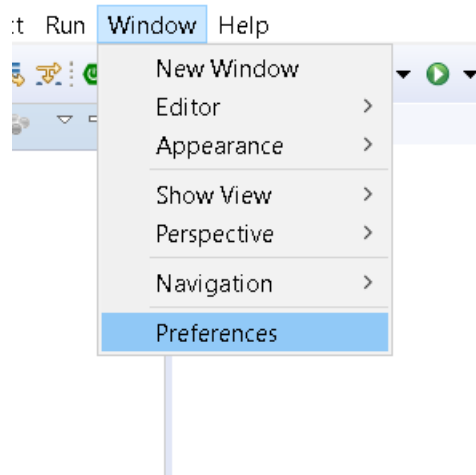 :t Run Window Help
New Window
Editor
Appearance
Show View
Perspective
Navigation
Preferences